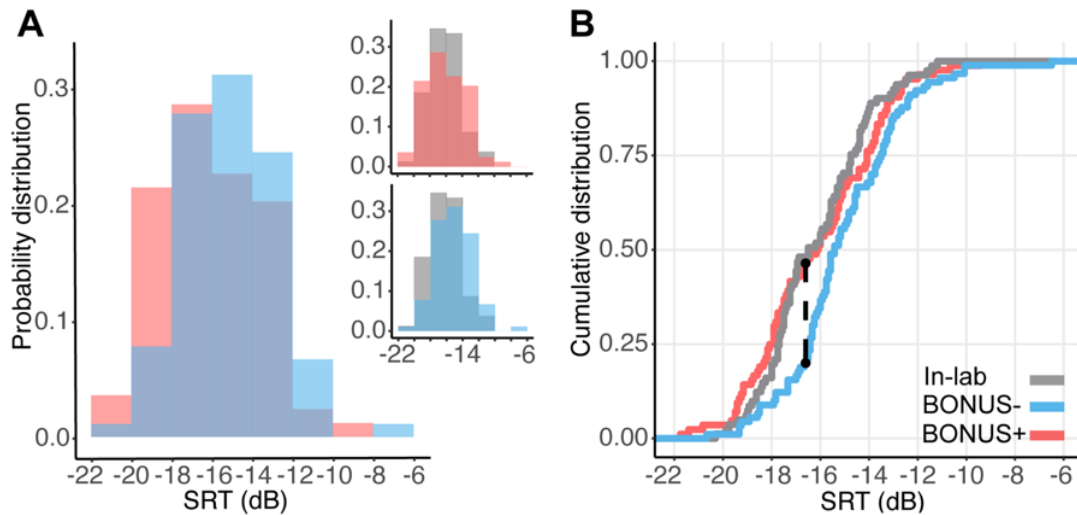 A
Probability distribution
0.3
0.2
0.1
0.0
-22 -20 -18 -16 -14 -12 -10 -8 -6
SRT (dB)
0.3
0.2
0.1
0.0
-22 -14 -6
0.3
0.2
0.1
0.0
-22 -14 -6
B
Cumulative distribution
1.00
0.75
0.50
0.25
0.00
In-lab
BONUS-
BONUS+
-22 -20 -18 -16 -14 -12 -10 -8 -6
SRT (dB)